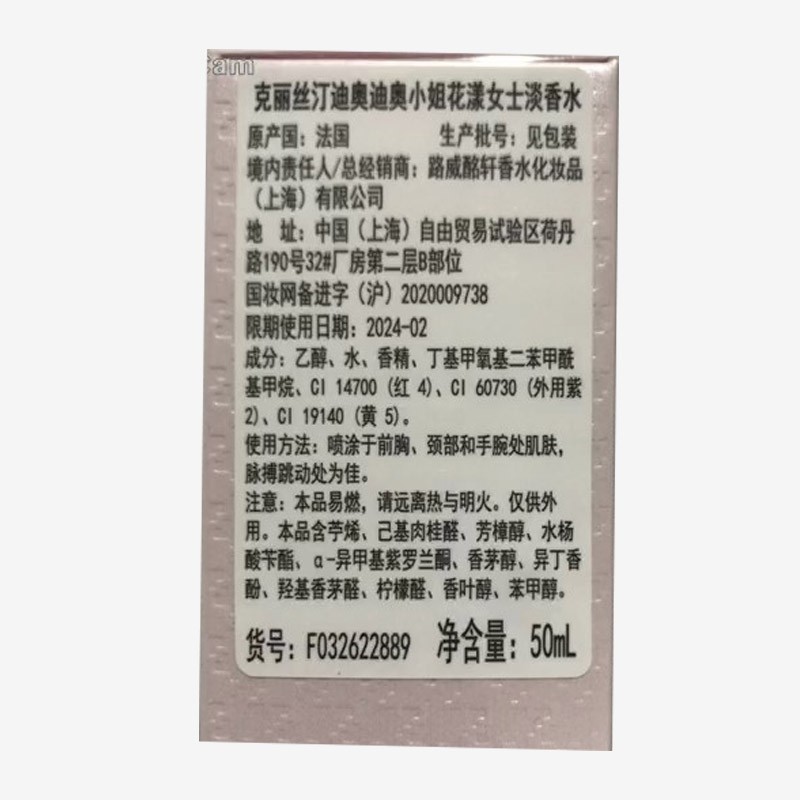 cam
克丽丝汀迪奥迪奥小姐花漾女士淡香水
原产国：法国 生产批号：见包装
境内责任人/总经销商：路威酩轩香水化妆品
（上海）有限公司
地 址：中国（上海）自由贸易试验区荷丹
路190号32#厂房第二层B部位
国妆网备进字（沪）2020009738
限期使用日期：2024-02
成分：乙醇、水、香精、丁基甲氧基二苯甲酰
基甲烷、CI 14700（红 4）、CI 60730（外用紫
2）、CI 19140（黄 5）。
使用方法：喷涂于前胸、颈部和手腕处肌肤，
脉搏跳动处为佳。
注意：本品易燃，请远离热与明火。仅供外
用。本品含苧烯、己基肉桂醛、芳樟醇、水杨
酸苄酯、α-异甲基紫罗兰酮、香茅醇、异丁香
酚、羟基香茅醛、柠檬醛、香叶醇、苯甲醇。
货号：F032622889 净含量：50mL